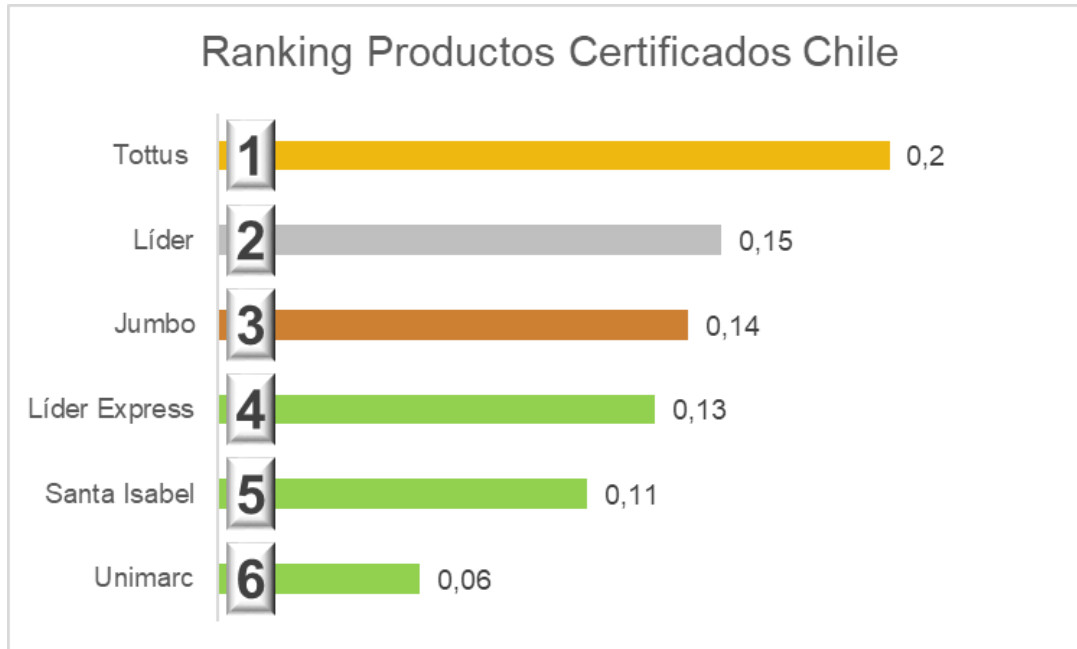 Ranking Productos Certificados Chile
Tottus 1 0,2
Líder 2 0,15
Jumbo 3 0,14
Líder Express 4 0,13
Santa Isabel 5 0,11
Unimarc 6 0,06